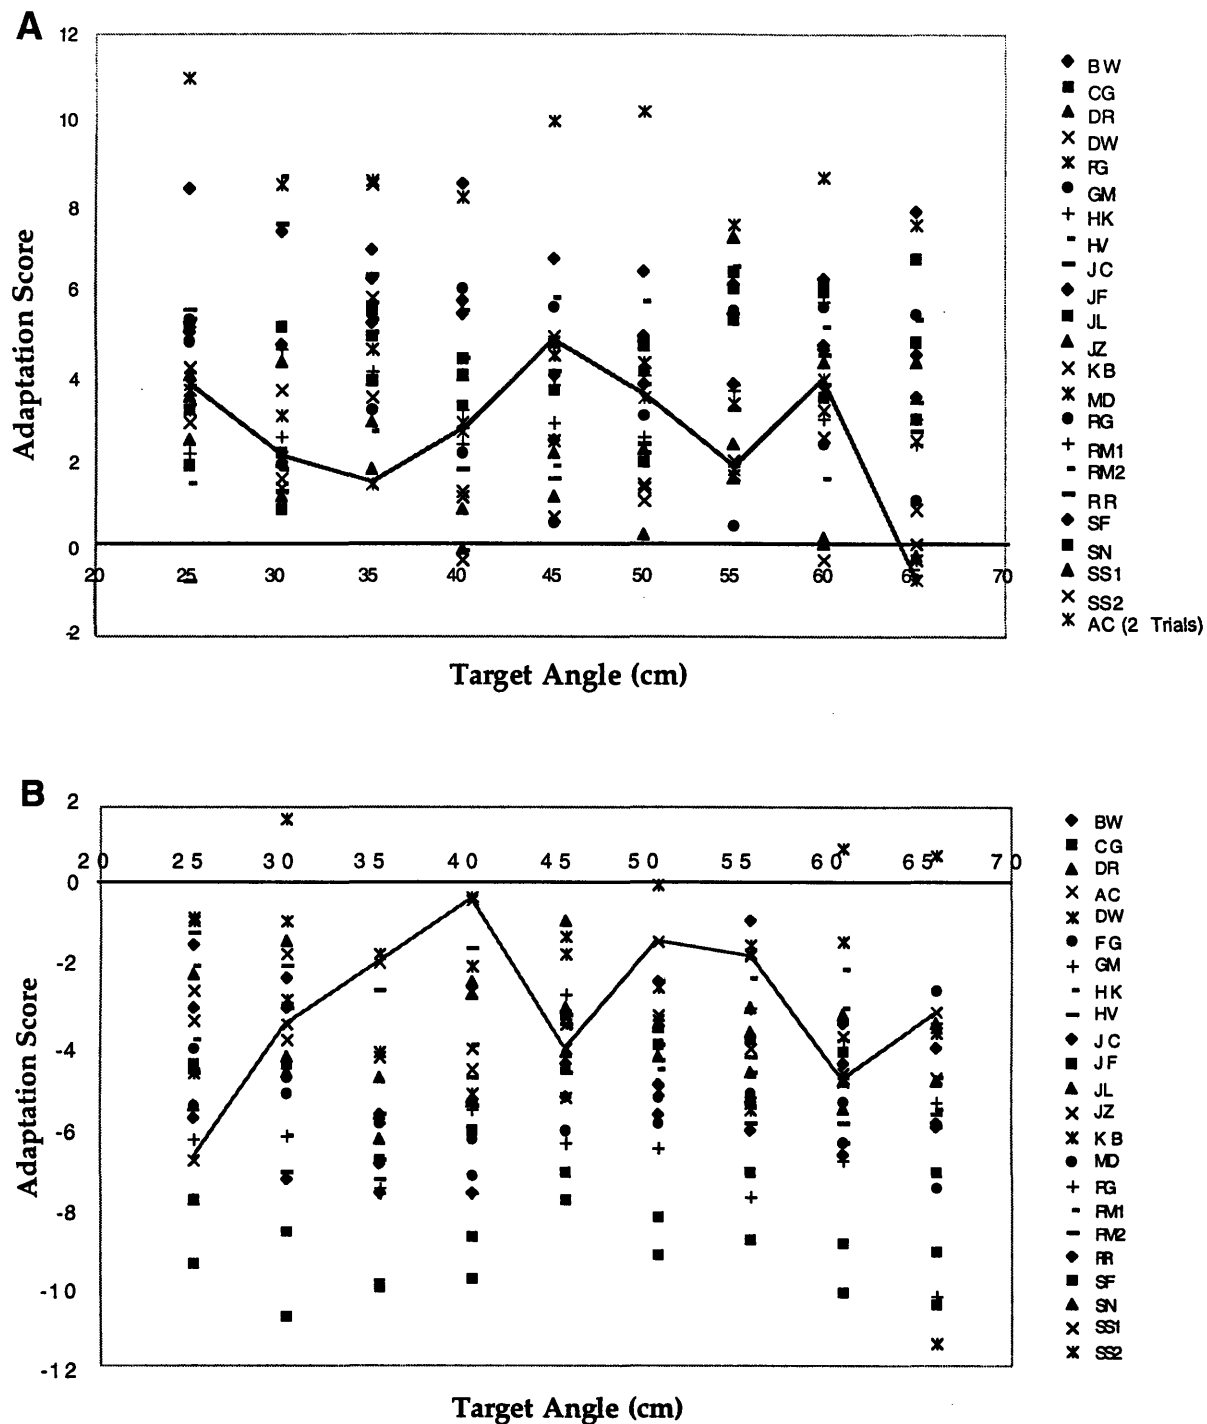 A
12
10
8
6
4
2
0
-2
Adaptation Score
20 25 30 35 40 45 50 55 60 65 70
Target Angle (cm)
BW
CG
DR
DW
FG
GM
HK
HV
JC
JF
JL
JZ
KB
MD
RG
RM1
RM2
RR
SF
SN
SS1
SS2
AC (2 Trials)
B
2
0
-2
-4
-6
-8
-10
-12
Adaptation Score
20 25 30 35 40 45 50 55 60 65 70
Target Angle (cm)
BW
CG
DR
AC
DW
FG
GM
HK
HV
JC
JF
JL
JZ
KB
MD
RG
RM1
RM2
RR
SF
SN
SS1
SS2